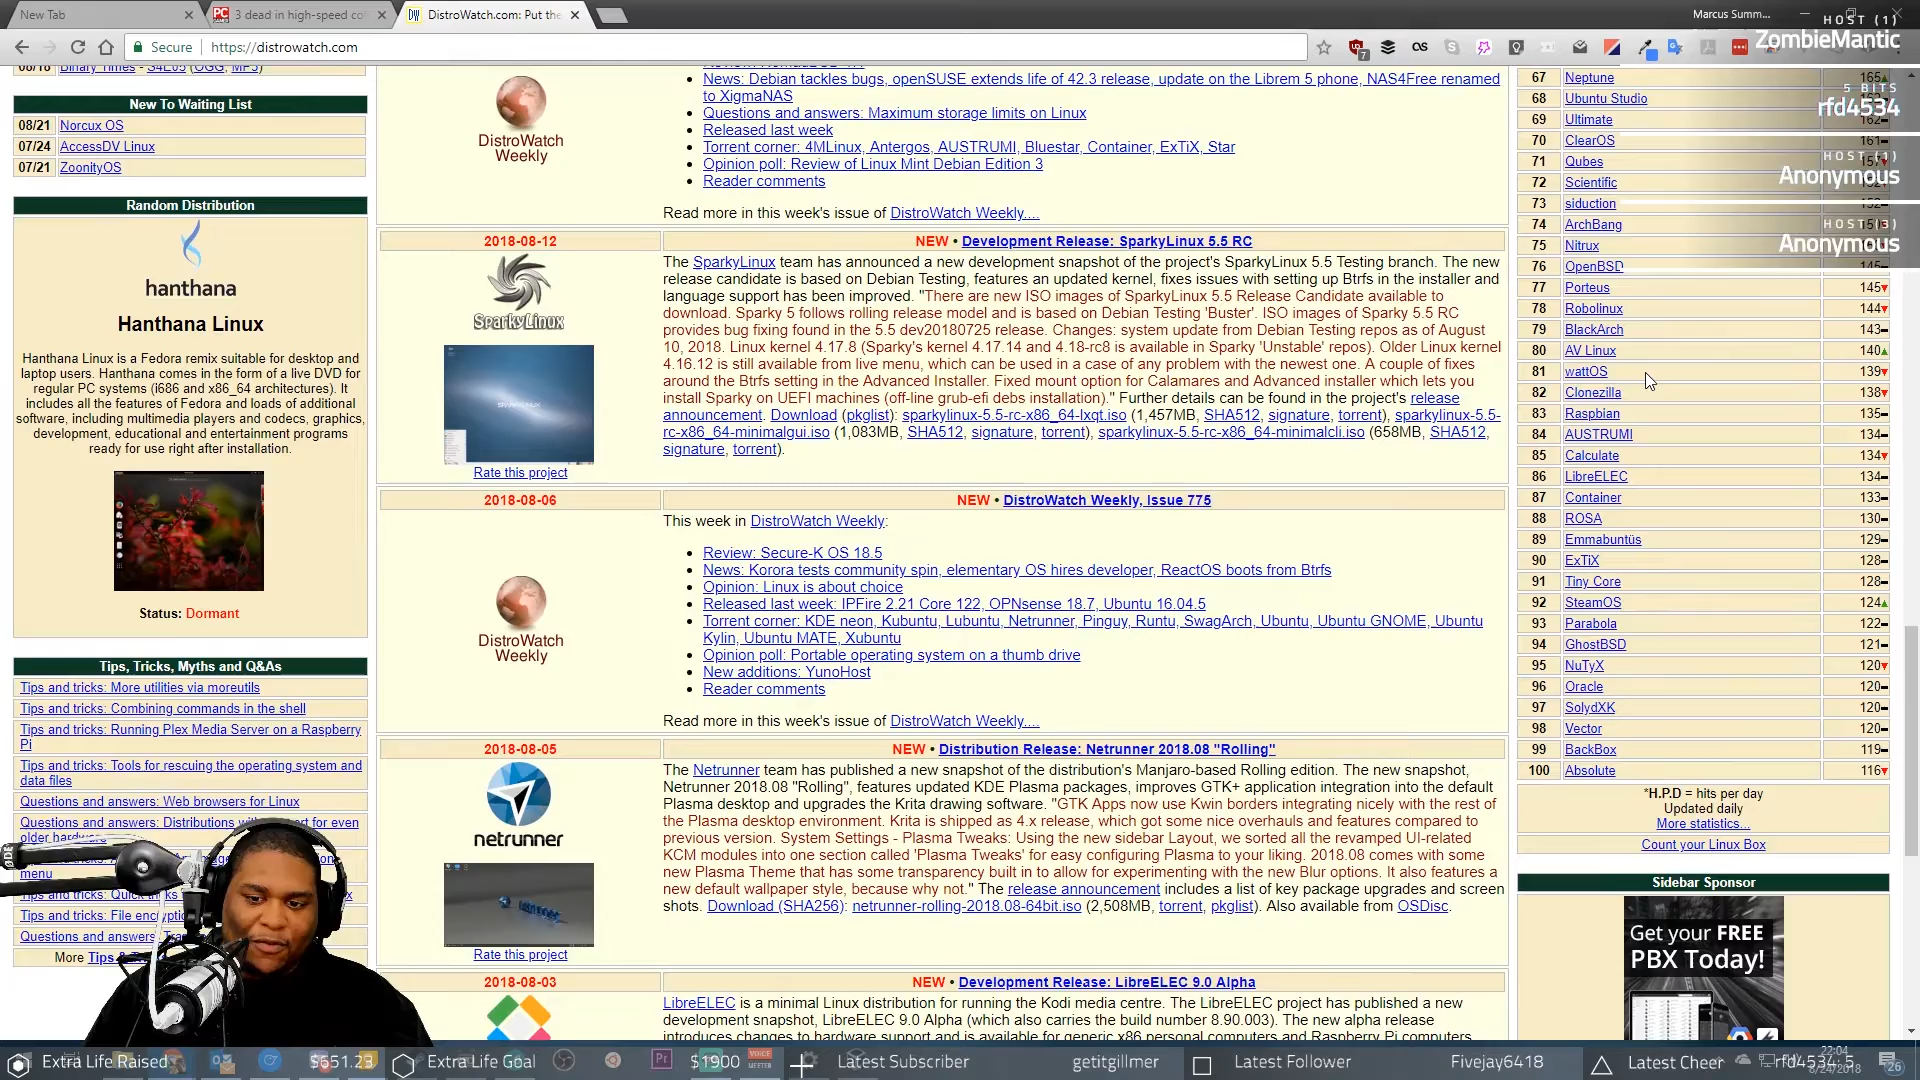 New Tab
3 dead in high-speed co
DistroWatch.com: Put the
Marcus Summ...
Secure
https://distrowatch.com
HOST (1)
ZombieMantic
5 BITS
rfd4534
HOST (1)
Anonymous
HOST (3)
Anonymous
08/18 Binary Times - S4E05 (OGG, MP3)
New To Waiting List
08/21 Norcux OS
07/24 AccessDV Linux
07/21 ZoonityOS
Random Distribution
hanthana
Hanthana Linux
Hanthana Linux is a Fedora remix suitable for desktop and
laptop users. Hanthana comes in the form of a live DVD for
regular PC systems (i686 and x86_64 architectures). It
includes all the features of Fedora and loads of additional
software, including multimedia players and codecs, graphics,
development, educational and entertainment programs
ready for use right after installation.
Status: Dormant
Tips, Tricks, Myths and Q&As
Tips and tricks: More utilities via moreutils
Tips and tricks: Combining commands in the shell
Tips and tricks: Running Plex Media Server on a Raspberry
Pi
Tips and tricks: Tools for rescuing the operating system and
data files
Questions and answers: Web browsers for Linux
Questions and answers: Distributions
older hardware
menu
Tips and tricks: Quick
Tips and tricks: File
Questions and answers:
More Tips &
DistroWatch
Weekly
News: Debian tackles bugs, openSUSE extends life of 42.3 release, update on the Librem 5 phone, NAS4Free renamed
to XigmaNAS
Questions and answers: Maximum storage limits on Linux
Released last week
Torrent corner: 4MLinux, Antergos, AUSTRUMI, Bluestar, Container, ExTiX, Star
Opinion poll: Review of Linux Mint Debian Edition 3
Reader comments
Read more in this week's issue of DistroWatch Weekly....
2018-08-12
NEW • Development Release: SparkyLinux 5.5 RC
SparkyLinux
Rate this project
The SparkyLinux team has announced a new development snapshot of the project's SparkyLinux 5.5 Testing branch. The new
release candidate is based on Debian Testing, features an updated kernel, fixes issues with setting up Btrfs in the installer and
language support has been improved. "There are new ISO images of SparkyLinux 5.5 Release Candidate available to
download. Sparky 5 follows rolling release model and is based on Debian Testing 'Buster'. ISO images of Sparky 5.5 RC
provides bug fixing found in the 5.5 dev20180725 release. Changes: system update from Debian Testing repos as of August
10, 2018. Linux kernel 4.17.8 (Sparky's kernel 4.17.14 and 4.18-rc8 is available in Sparky 'Unstable' repos). Older Linux kernel
4.16.12 is still available from live menu, which can be used in a case of any problem with the newest one. A couple of fixes
around the Btrfs setting in the Advanced Installer. Fixed mount option for Calamares and Advanced installer which lets you
install Sparky on UEFI machines (off-line grub-efi debs installation)." Further details can be found in the project's release
announcement. Download (pkglist): sparkylinux-5.5-rc-x86_64-lxqt.iso (1,457MB, SHA512, signature, torrent), sparkylinux-5.5-
rc-x86_64-minimalgui.iso (1,083MB, SHA512, signature, torrent), sparkylinux-5.5-rc-x86_64-minimalcli.iso (658MB, SHA512,
signature, torrent).
2018-08-06
NEW • DistroWatch Weekly, Issue 775
DistroWatch
Weekly
This week in DistroWatch Weekly:
Review: Secure-K OS 18.5
News: Korora tests community spin, elementary OS hires developer, ReactOS boots from Btrfs
Opinion: Linux is about choice
Released last week: IPFire 2.21 Core 122, OPNsense 18.7, Ubuntu 16.04.5
Torrent corner: KDE neon, Kubuntu, Lubuntu, Netrunner, Pinguy, Runtu, SwagArch, Ubuntu, Ubuntu GNOME, Ubuntu
Kylin, Ubuntu MATE, Xubuntu
Opinion poll: Portable operating system on a thumb drive
New additions: YunoHost
Reader comments
Read more in this week's issue of DistroWatch Weekly....
2018-08-05
NEW • Distribution Release: Netrunner 2018.08 "Rolling"
netrunner
Rate this project
The Netrunner team has published a new snapshot of the distribution's Manjaro-based Rolling edition. The new snapshot,
Netrunner 2018.08 "Rolling", features updated KDE Plasma packages, improves GTK+ application integration into the default
Plasma desktop and upgrades the Krita drawing software. "GTK Apps now use Kwin borders integrating nicely with the rest of
the Plasma desktop environment. Krita is shipped as 4.x release, which got some nice overhauls and features compared to
previous version. System Settings - Plasma Tweaks: Using the new sidebar Layout, we sorted all the revamped UI-related
KCM modules into one section called 'Plasma Tweaks' for easy configuring Plasma to your liking. 2018.08 comes with some
new Plasma Theme that has some transparency built in to allow for experimenting with the new Blur options. It also features a
new default wallpaper style, because why not." The release announcement includes a list of key package upgrades and screen
shots. Download (SHA256): netrunner-rolling-2018.08-64bit.iso (2,508MB, torrent, pkglist). Also available from OSDisc.
2018-08-03
NEW • Development Release: LibreELEC 9.0 Alpha
LibreELEC is a minimal Linux distribution for running the Kodi media centre. The LibreELEC project has published a new
development snapshot, LibreELEC 9.0 Alpha (which also carries the build number 8.90.003). The new alpha release
introduces changes to hardware support and is available for generic x86 personal computers and Raspberry Pi computers
67 Neptune 165
68 Ubuntu Studio
69 Ultimate 162
70 ClearOS 161
71 Qubes 157
72 Scientific
73 siduction 152
74 ArchBang
75 Nitrux
76 OpenBSD 145
77 Porteus 145
78 Robolinux 144
79 BlackArch 143
80 AV Linux 140
81 wattOS 139
82 Clonezilla 138
83 Raspbian 135
84 AUSTRUMI 134
85 Calculate 134
86 LibreELEC 134
87 Container 133
88 ROSA 130
89 Emmabuntüs 129
90 ExTiX 128
91 Tiny Core 128
92 SteamOS 124
93 Parabola 122
94 GhostBSD 121
95 NuTyX 120
96 Oracle 120
97 SolydXK 120
98 Vector 120
99 BackBox 119
100 Absolute 116
*H.P.D = hits per day
Updated daily
More statistics...
Count your Linux Box
Sidebar Sponsor
Get your FREE
PBX Today!
Extra Life Raised $651.23 Extra Life Goal $1900 Latest Subscriber getitgillmer Latest Follower Fivejay6418 Latest Cheer rfd4534:5
22:04
8/24/2018